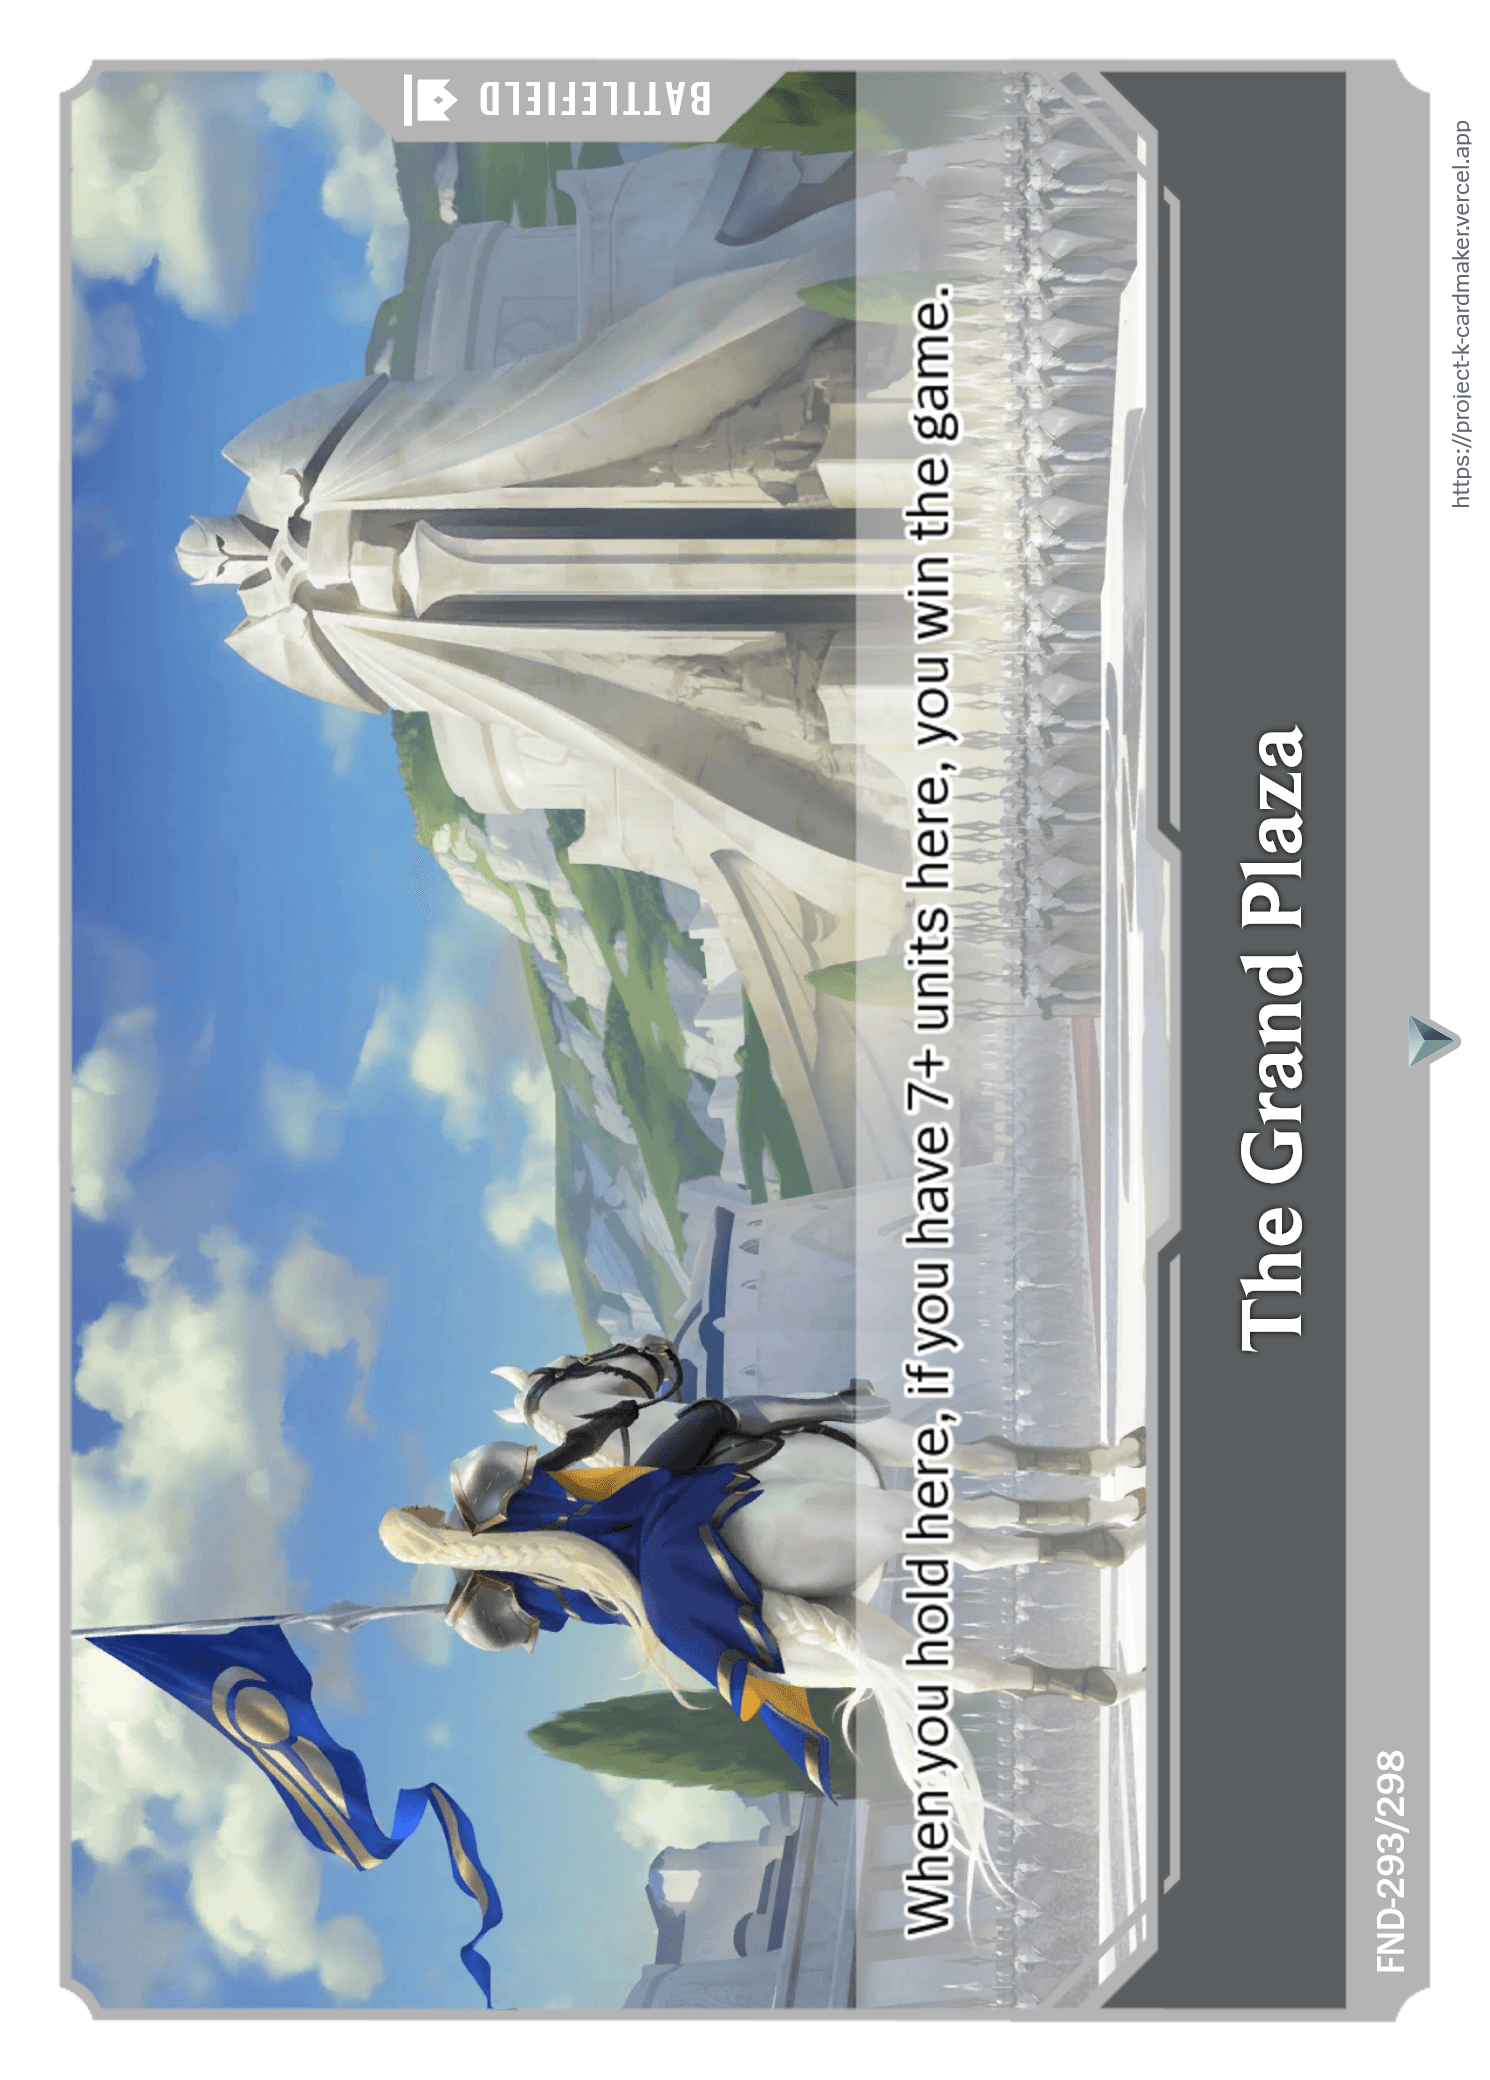 BATTLEFIELD
When you hold here, if you have 7+ units here, you win the game.
The Grand Plaza
FND-293/298
https://project-k-cardmaker.vercel.app